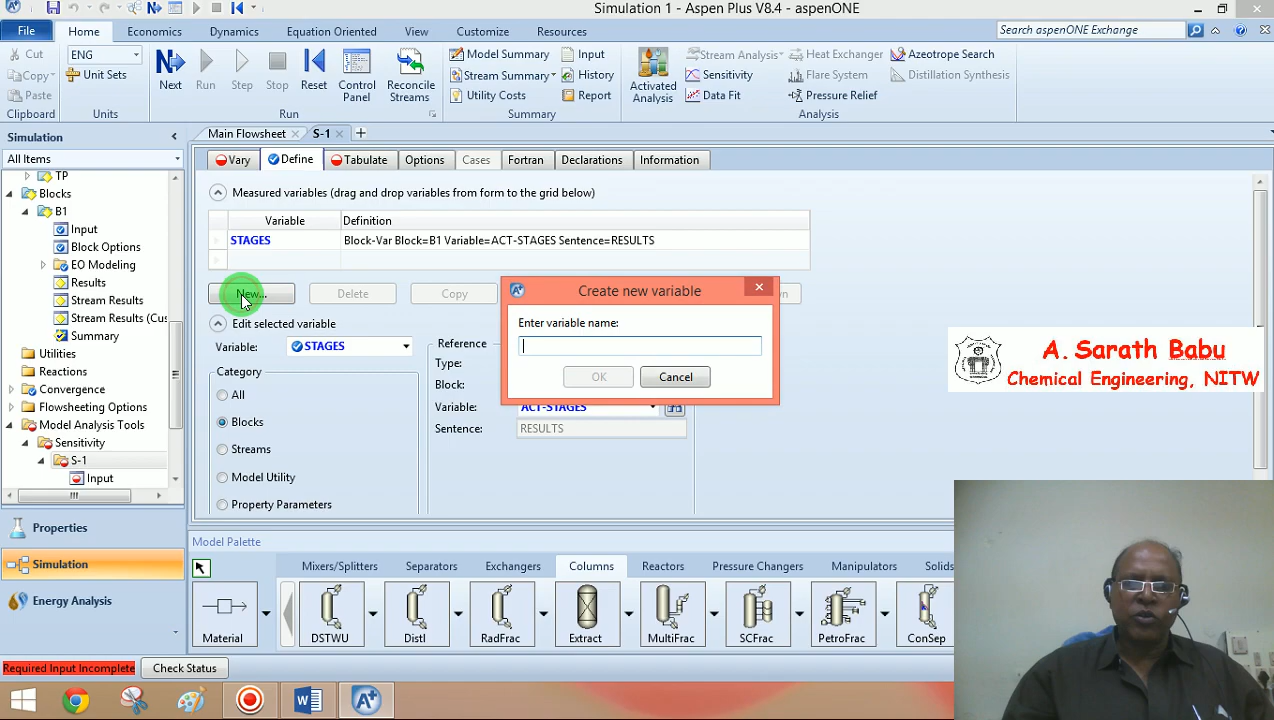 Simulation 1 - Aspen Plus V8.4 - aspenONE
File
Home
Economics
Dynamics
Equation Oriented
View
Customize
Resources
Search aspenONE Exchange
Cut
Copy
Paste
Clipboard
ENG
Unit Sets
Units
Next
Run
Step
Stop
Reset
Control Panel
Reconcile Streams
Run
Model Summary
Stream Summary
Utility Costs
Input
History
Report
Summary
Activated Analysis
Stream Analysis
Sensitivity
Data Fit
Heat Exchanger
Flare System
Pressure Relief
Azeotrope Search
Distillation Synthesis
Analysis
Simulation
All Items
TP
Blocks
B1
Input
Block Options
EO Modeling
Results
Stream Results
Stream Results (Cus
Summary
Utilities
Reactions
Convergence
Flowsheeting Options
Model Analysis Tools
Sensitivity
S-1
Input
Properties
Simulation
Energy Analysis
Main Flowsheet
S-1
Vary
Define
Tabulate
Options
Cases
Fortran
Declarations
Information
Measured variables (drag and drop variables from form to the grid below)
Variable
Definition
STAGES
Block-Var Block=B1 Variable=ACT-STAGES Sentence=RESULTS
New...
Delete
Copy
Edit selected variable
Variable:
STAGES
Category
All
Blocks
Streams
Model Utility
Property Parameters
Reference
Type:
Block:
Variable:
ACT-STAGES
Sentence:
RESULTS
Create new variable
Enter variable name:
OK
Cancel
A. Sarath Babu
Chemical Engineering, NITW
Model Palette
Mixers/Splitters
Separators
Exchangers
Columns
Reactors
Pressure Changers
Manipulators
Solids
Material
DSTWU
Distl
RadFrac
Extract
MultiFrac
SCFrac
PetroFrac
ConSep
Required Input Incomplete
Check Status